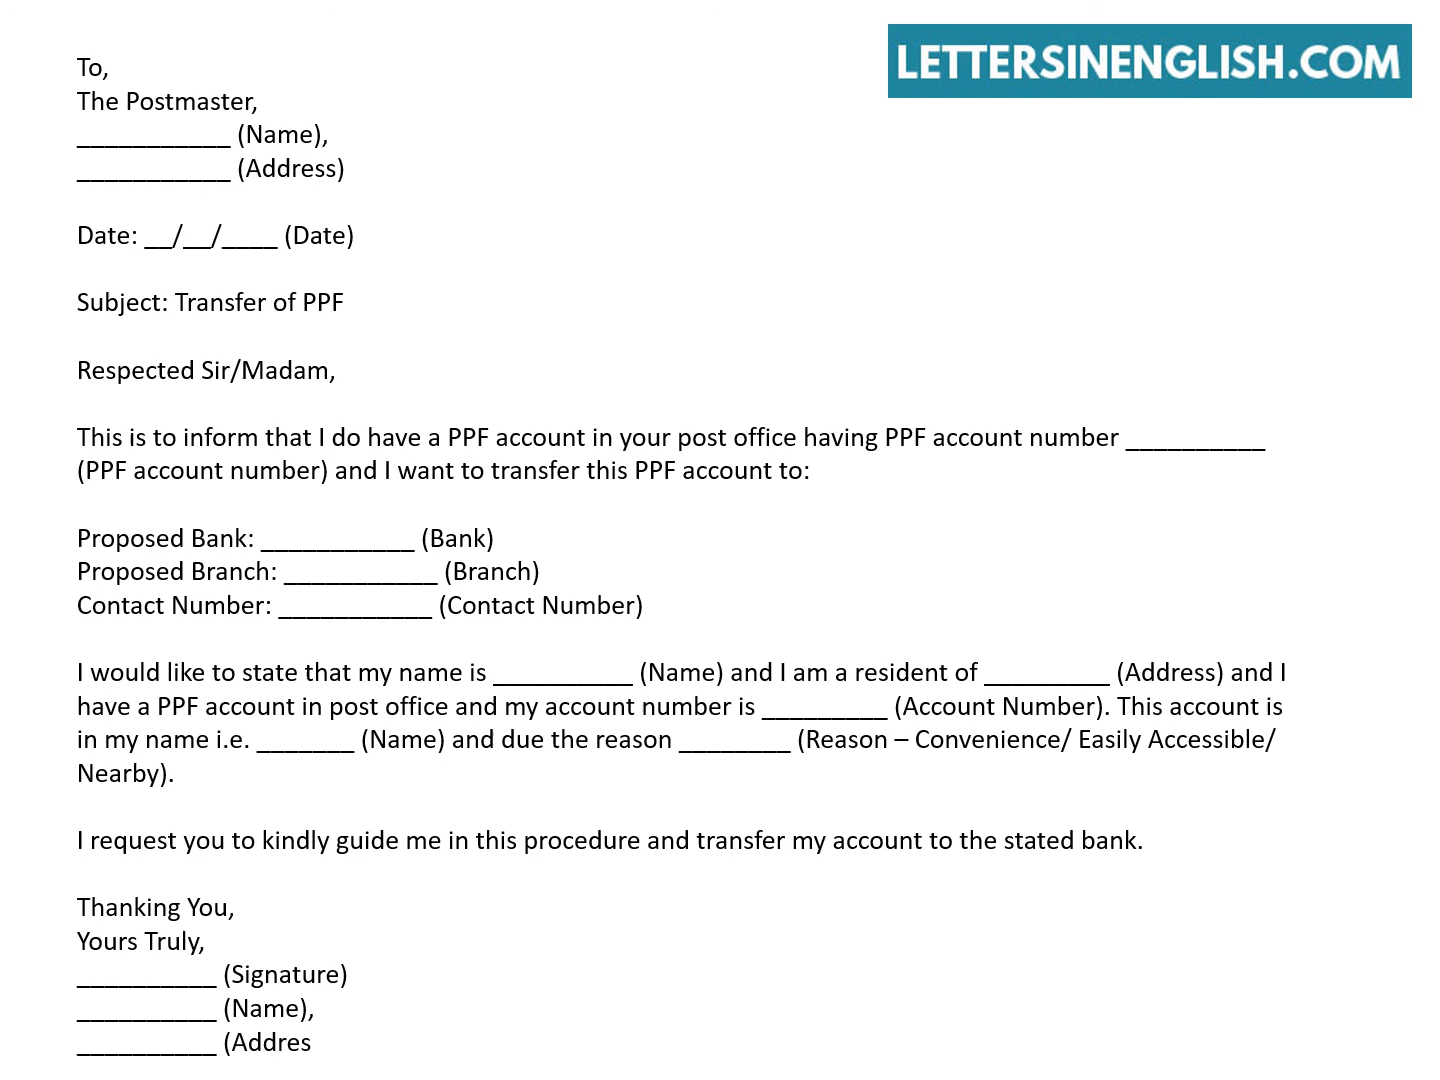 LETTERSINENGLISH.COM
To,
The Postmaster,
___________ (Name),
___________ (Address)
Date: __/__/____ (Date)
Subject: Transfer of PPF
Respected Sir/Madam,
This is to inform that I do have a PPF account in your post office having PPF account number __________
(PPF account number) and I want to transfer this PPF account to:
Proposed Bank: ___________ (Bank)
Proposed Branch: ___________ (Branch)
Contact Number: ___________ (Contact Number)
I would like to state that my name is __________ (Name) and I am a resident of _________ (Address) and I
have a PPF account in post office and my account number is _________ (Account Number). This account is
in my name i.e. _______ (Name) and due the reason ________ (Reason – Convenience/ Easily Accessible/
Nearby).
I request you to kindly guide me in this procedure and transfer my account to the stated bank.
Thanking You,
Yours Truly,
__________ (Signature)
__________ (Name),
__________ (Addres